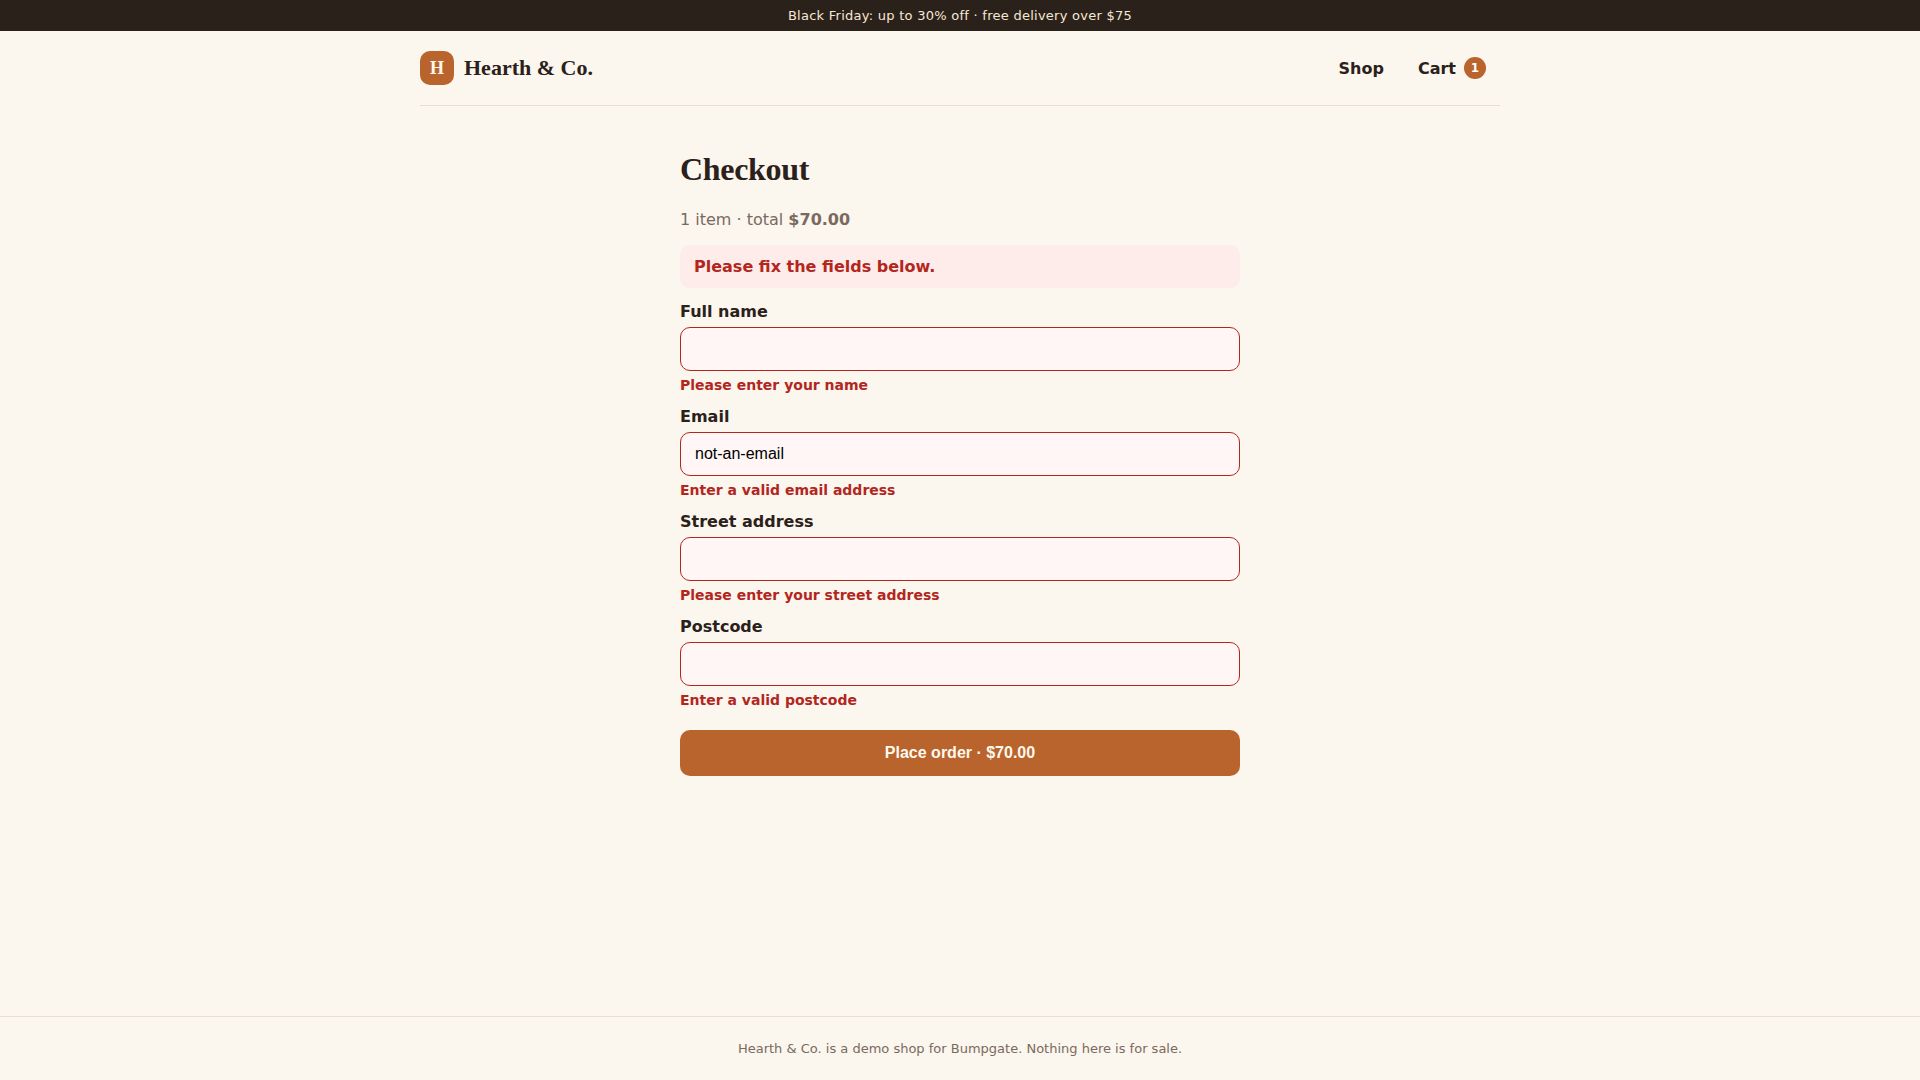 Black Friday: up to 30% off · free delivery over $75
H Hearth & Co.
Shop Cart 1
Checkout
1 item · total $70.00
Please fix the fields below.
Full name
Please enter your name
Email
not-an-email
Enter a valid email address
Street address
Please enter your street address
Postcode
Enter a valid postcode
Place order · $70.00
Hearth & Co. is a demo shop for Bumpgate. Nothing here is for sale.